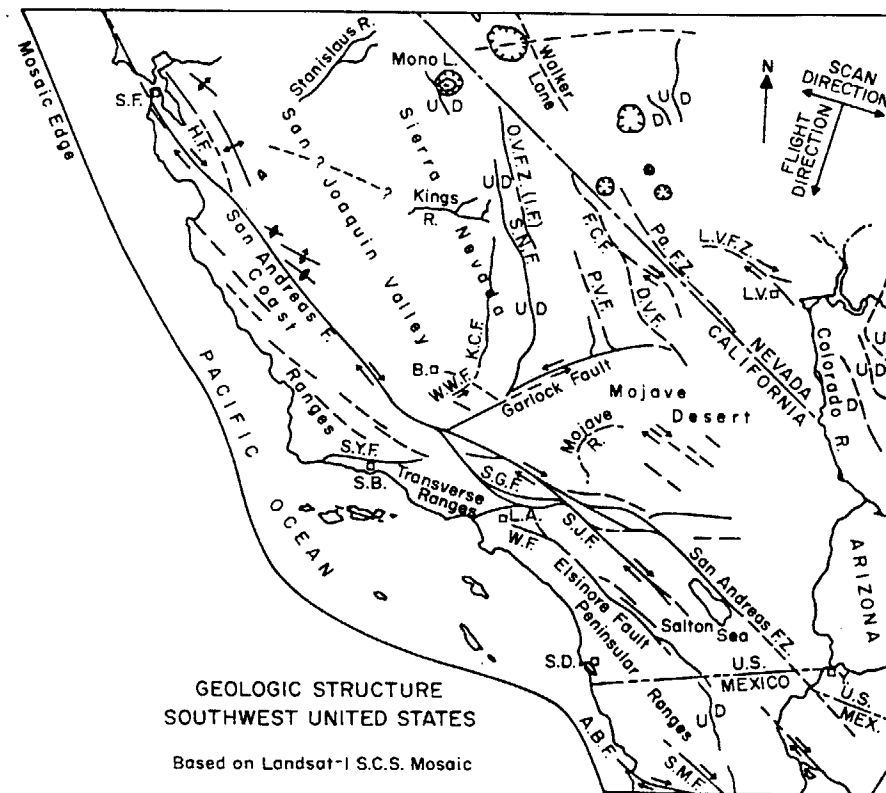 Mosaic Edge
S.F.
H.F.
Stanislaus R.
Mono L.
U D
Walker
Lane
U D
D
N
SCAN
DIRECTION
FLIGHT
DIRECTION
San ? Joaquin Valley
?
Sierra Nevada
Kings
R.
U D
O.V.F.Z. (I.F.)
S.N.F.
U D
K.C.F.
W.W.F.
B.
F.C.F.
P.V.F.
D.V.F.
Pa. F.Z.
L.V.F.Z.
L.V.
NEVADA
CALIFORNIA
Colorado R.
U
U D
D
San Andreas F.
Coast
Ranges
PACIFIC
OCEAN
Garlock Fault
Mojave
Desert
Mojave
R.
S.Y.F.
S.B.
Transverse
Ranges
S.G.F.
L.A.
W.F.
S.J.F.
Elsinore Fault
Peninsular
Ranges
San Andreas F.Z.
Salton
Sea
ARIZONA
S.D.
U.S.
MEXICO
Y.
U.S.
MEX.
U D
A.B.F.
S.M.F.
GEOLOGIC STRUCTURE
SOUTHWEST UNITED STATES
Based on Landsat-1 S.C.S. Mosaic